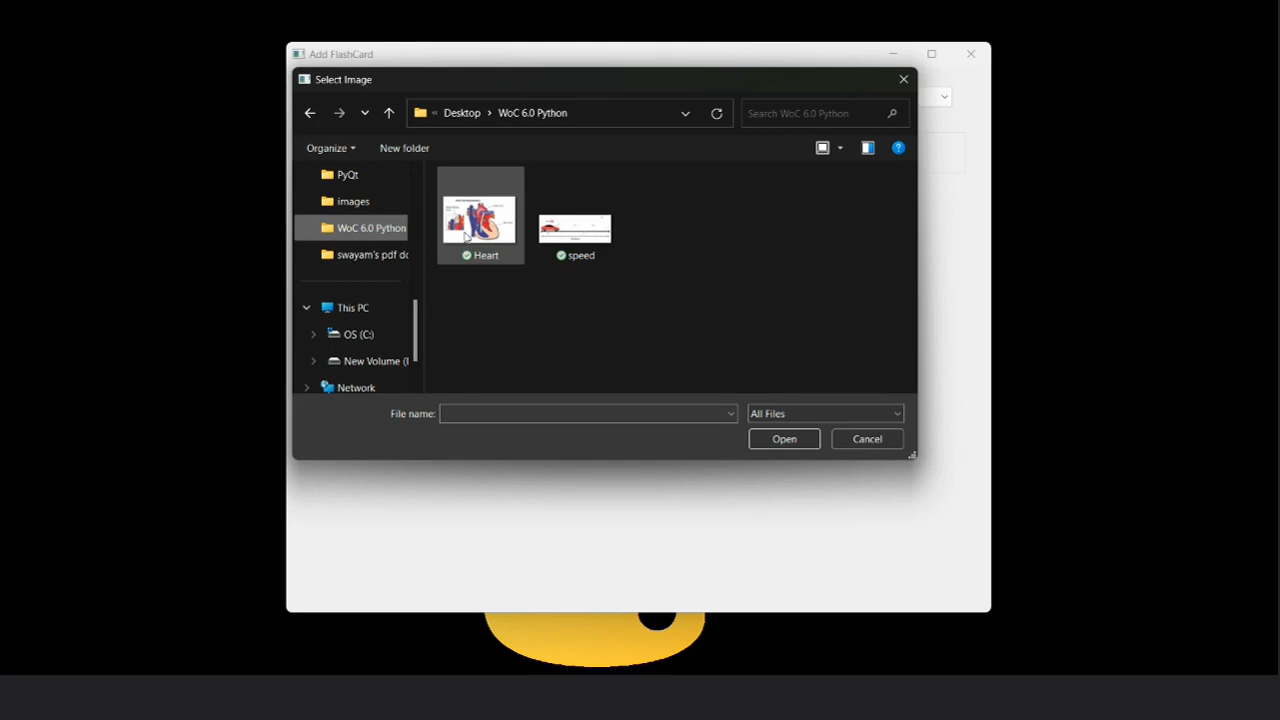 Add FlashCard
Select Image
« Desktop > WoC 6.0 Python
Search WoC 6.0 Python
Organize
New folder
PyQt
images
WoC 6.0 Python
swayam's pdf dc
This PC
OS (C:)
New Volume (
Network
Heart
speed
File name:
All Files
Open
Cancel